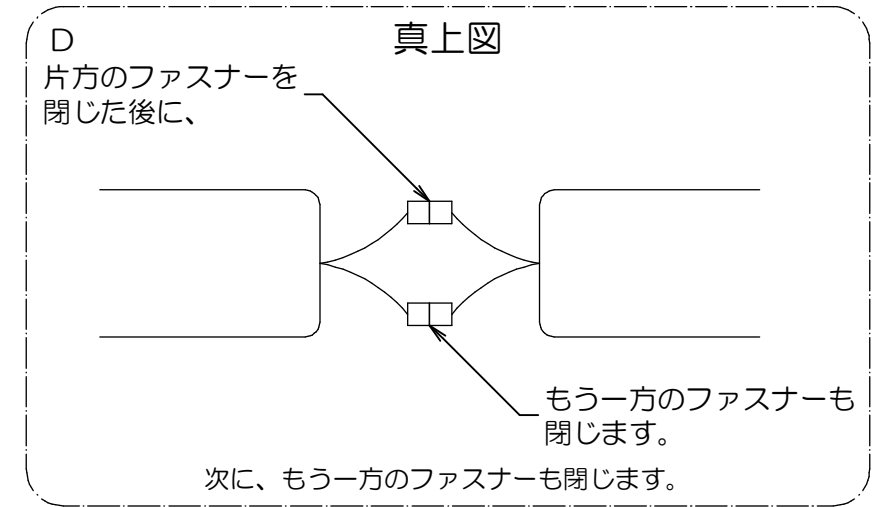 D
真上図
片方のファスナーを
閉じた後に、
もう一方のファスナーも
閉じます。
次に、もう一方のファスナーも閉じます。